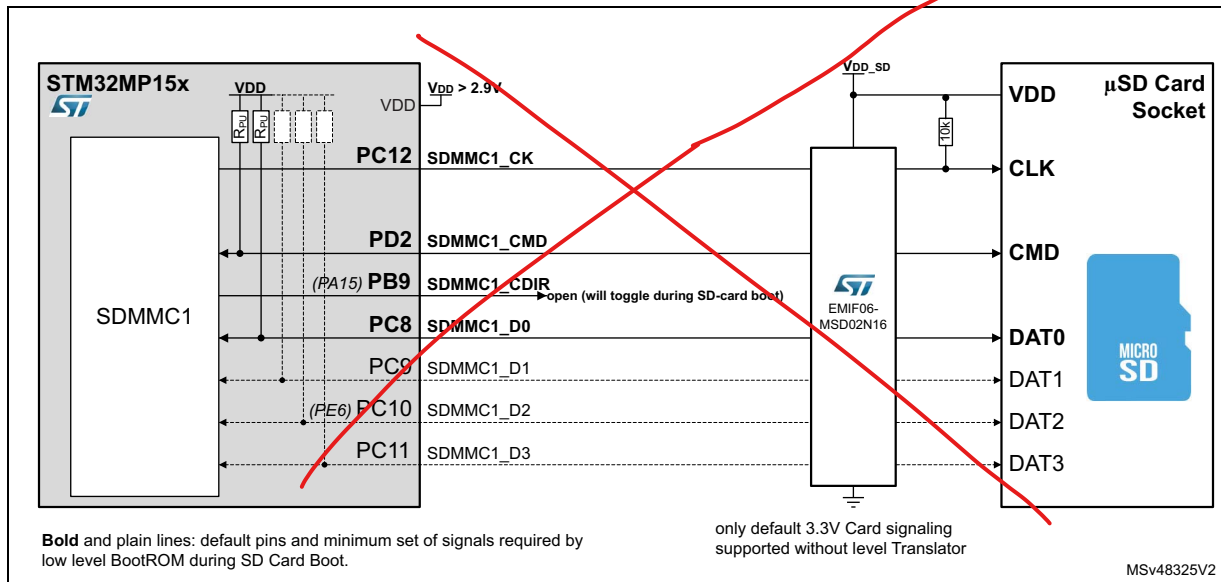 STM32MP15x
ST
VDD
VDD > 2.9V
VDD
RPU
RPU
SDMMC1
PC12 SDMMC1_CK
PD2 SDMMC1_CMD
(PA15) PB9 SDMMC1_CDIR
open (will toggle during SD-card boot)
PC8 SDMMC1_D0
PC9 SDMMC1_D1
(PE6) PC10 SDMMC1_D2
PC11 SDMMC1_D3
VDD_SD
10k
ST
EMIF06-
MSD02N16
µSD Card
Socket
VDD
CLK
CMD
DAT0
DAT1
DAT2
DAT3
MICRO
SD
Bold and plain lines: default pins and minimum set of signals required by
low level BootROM during SD Card Boot.
only default 3.3V Card signaling
supported without level Translator
MSv48325V2